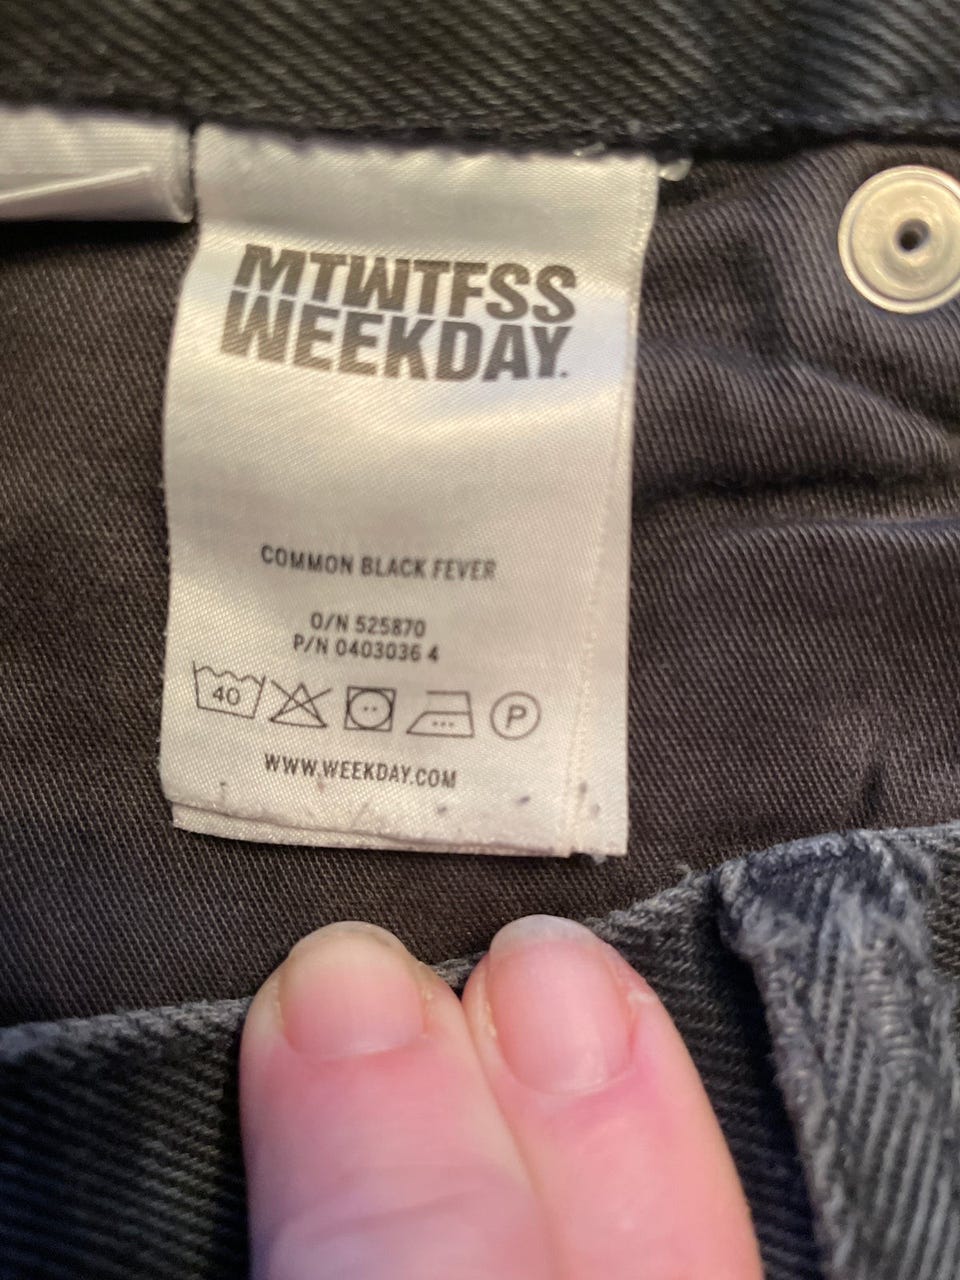 MTWTFSS
WEEKDAY.
COMMON BLACK FEVER
O/N 525870
P/N 0403036 4
40
P
WWW.WEEKDAY.COM